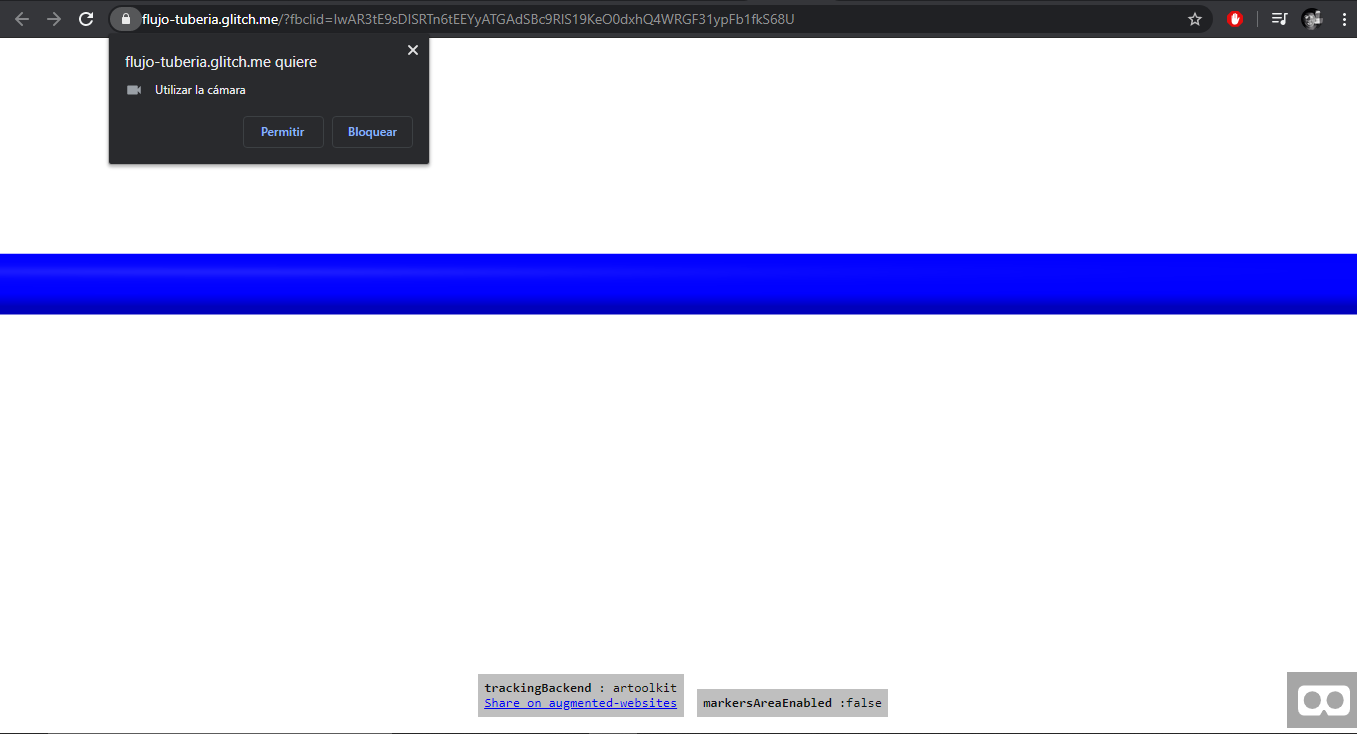 flujo-tuberia.glitch.me/?fbclid=IwAR3tE9sDISRTn6tEEYyATGAdSBc9RIS19KeO0dxhQ4WRGF31ypFb1fkS68U
flujo-tuberia.glitch.me quiere
Utilizar la cámara
Permitir Bloquear
trackingBackend : artoolkit
Share on augmented-websites
markersAreaEnabled :false